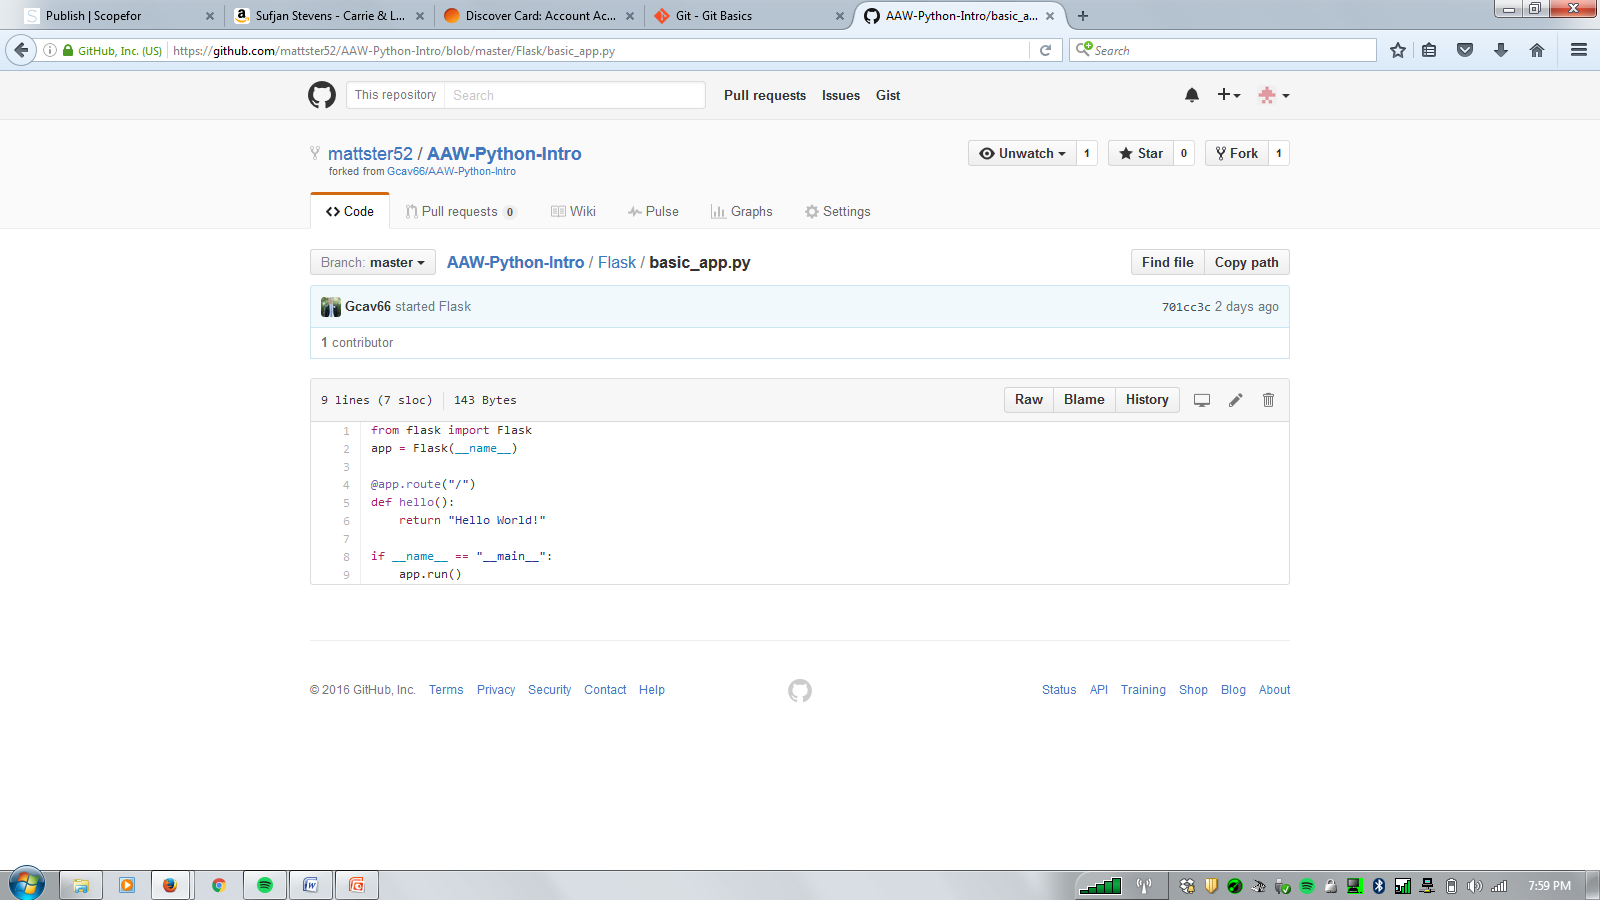 Publish | Scopefor
Sufjan Stevens - Carrie & L...
Discover Card: Account Ac...
Git - Git Basics
AAW-Python-Intro/basic_a...
GitHub, Inc. (US)
https://github.com/mattster52/AAW-Python-Intro/blob/master/Flask/basic_app.py
Search
This repository
Search
Pull requests
Issues
Gist
mattster52 / AAW-Python-Intro
forked from Gcav66/AAW-Python-Intro
Unwatch 1
Star 0
Fork 1
Code
Pull requests 0
Wiki
Pulse
Graphs
Settings
Branch: master
AAW-Python-Intro / Flask / basic_app.py
Find file
Copy path
Gcav66 started Flask
701cc3c 2 days ago
1 contributor
9 lines (7 sloc)
143 Bytes
Raw
Blame
History
1 from flask import Flask
2 app = Flask(__name__)
3
4 @app.route("/")
5 def hello():
6     return "Hello World!"
7
8 if __name__ == "__main__":
9     app.run()
© 2016 GitHub, Inc. Terms Privacy Security Contact Help
Status API Training Shop Blog About
7:59 PM